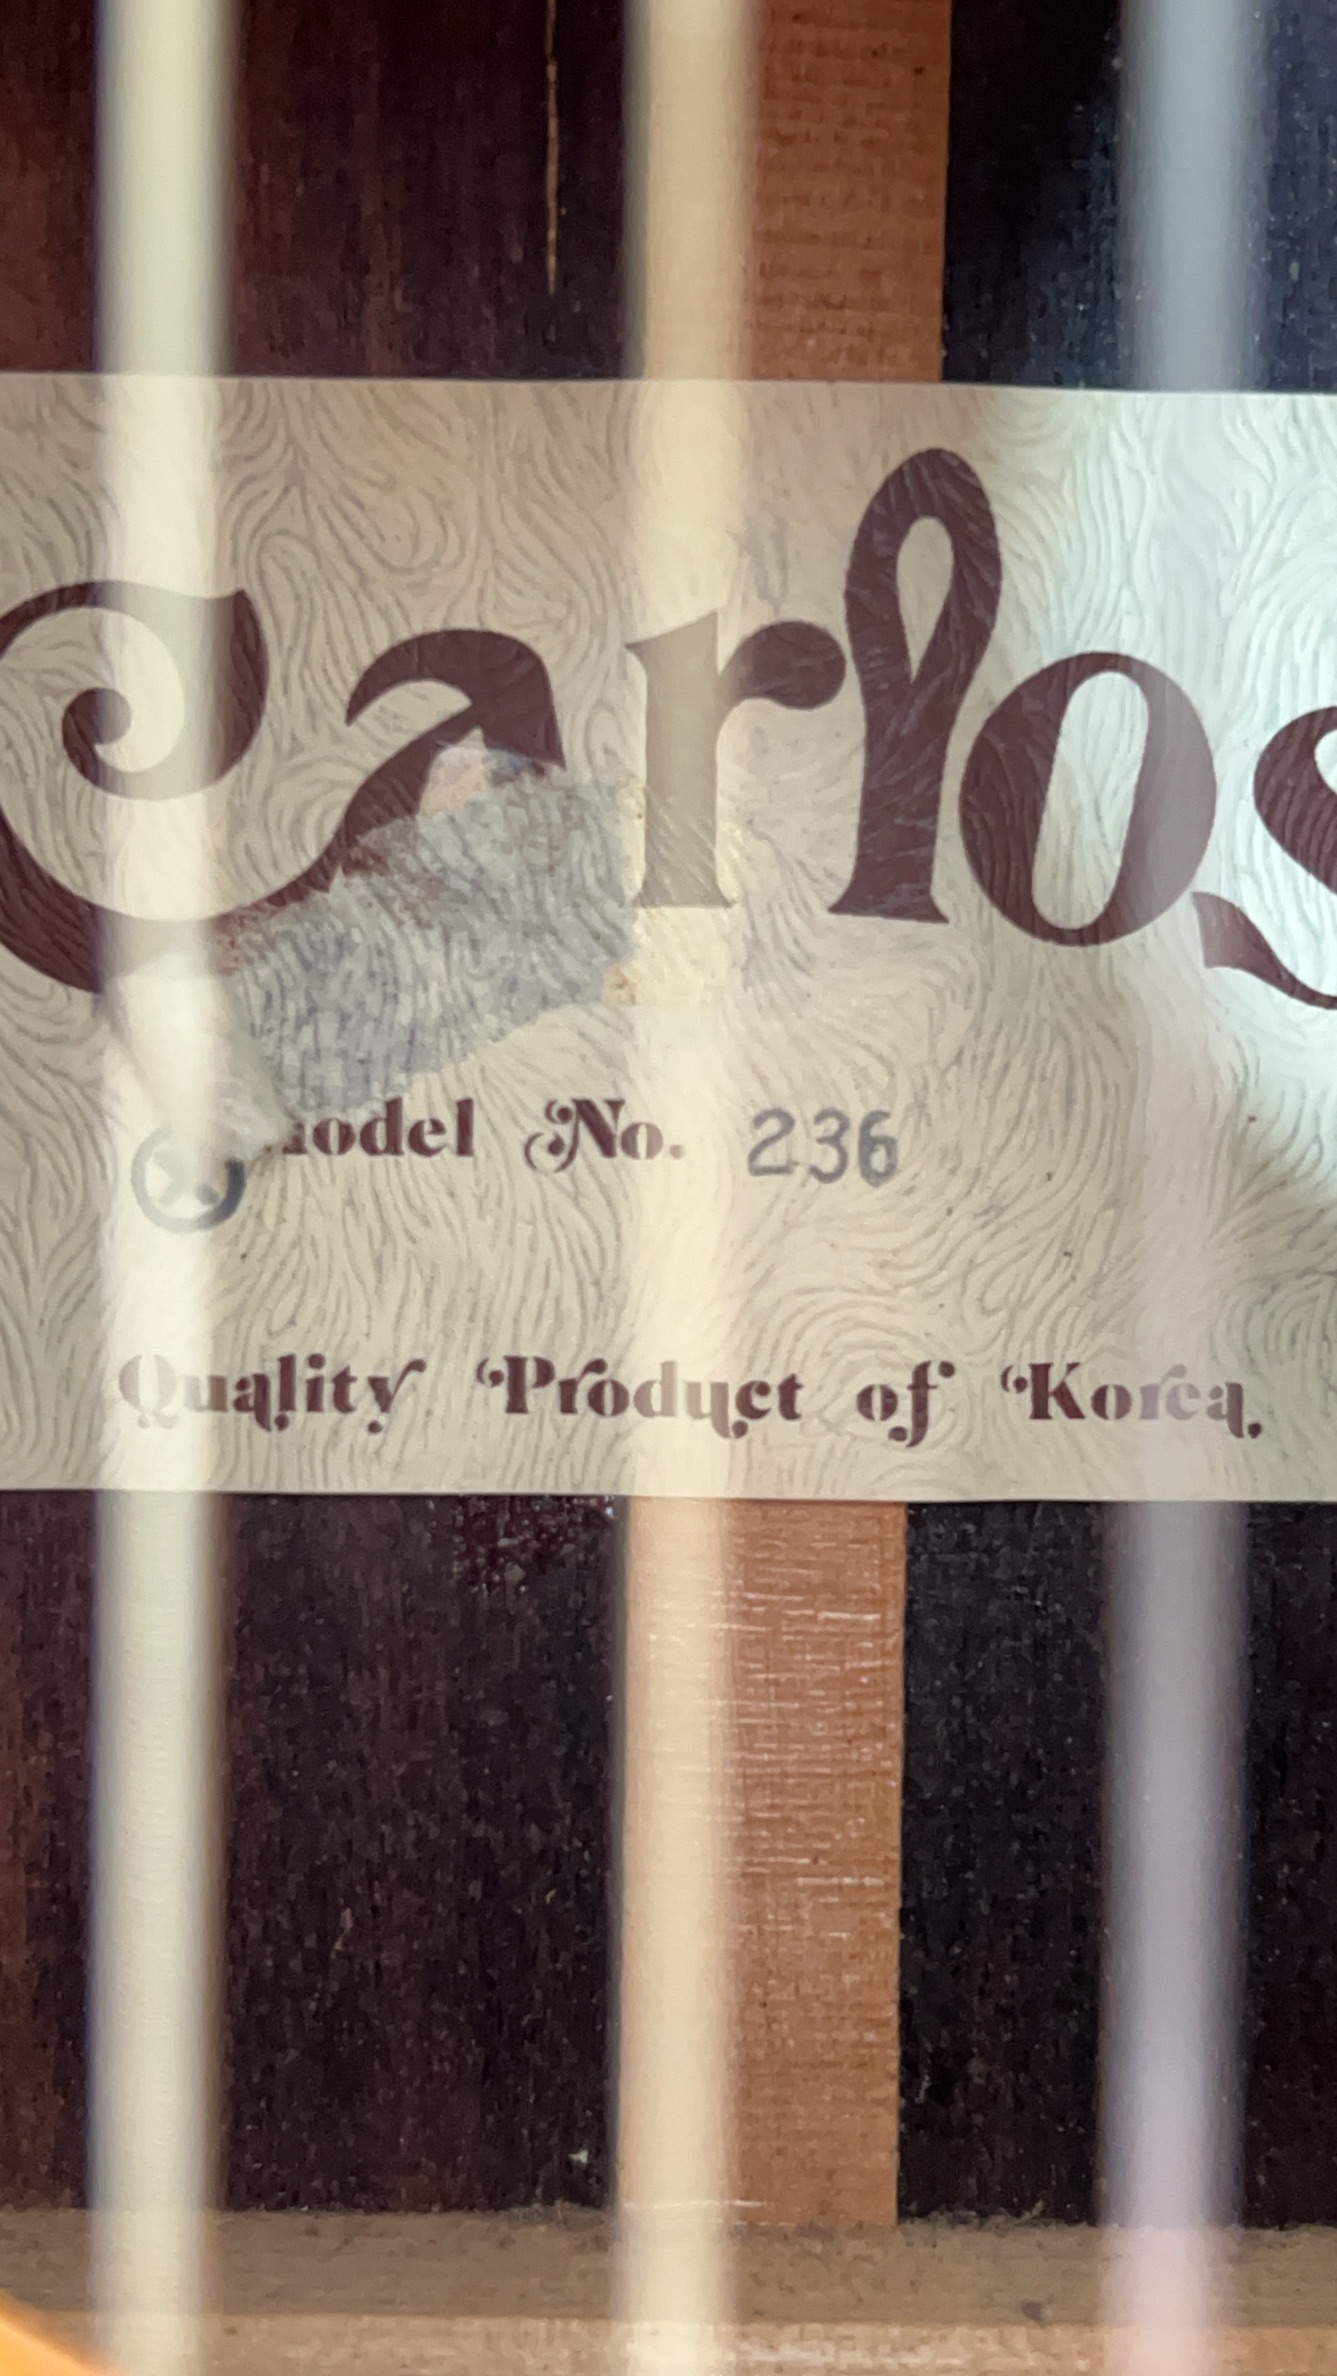 Carlos
Model No. 236
Quality Product of Korea.